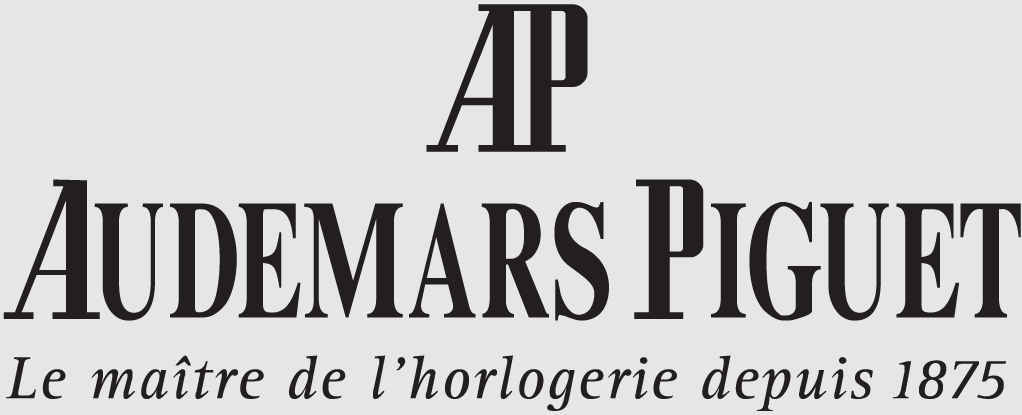 AP
AUDEMARS PIGUET
Le maître de l'horlogerie depuis 1875